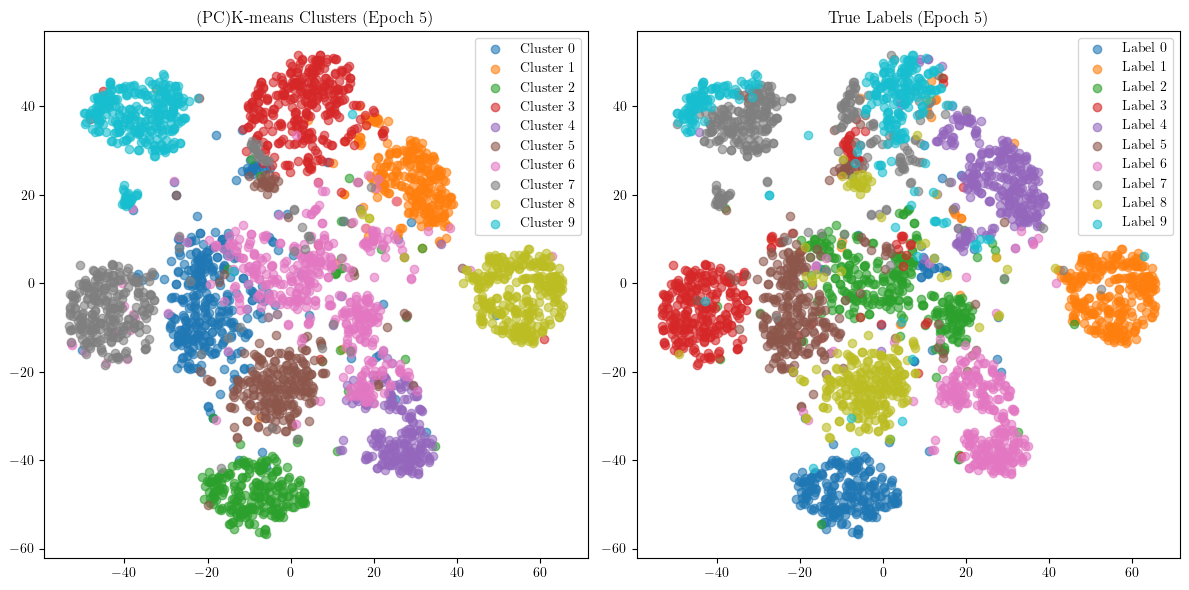 (PC)K-means Clusters (Epoch 5)
Cluster 0
Cluster 1
Cluster 2
Cluster 3
Cluster 4
Cluster 5
Cluster 6
Cluster 7
Cluster 8
Cluster 9
40
20
0
−20
−40
−60
−40
−20
0
20
40
60
True Labels (Epoch 5)
Label 0
Label 1
Label 2
Label 3
Label 4
Label 5
Label 6
Label 7
Label 8
Label 9
40
20
0
−20
−40
−60
−40
−20
0
20
40
60